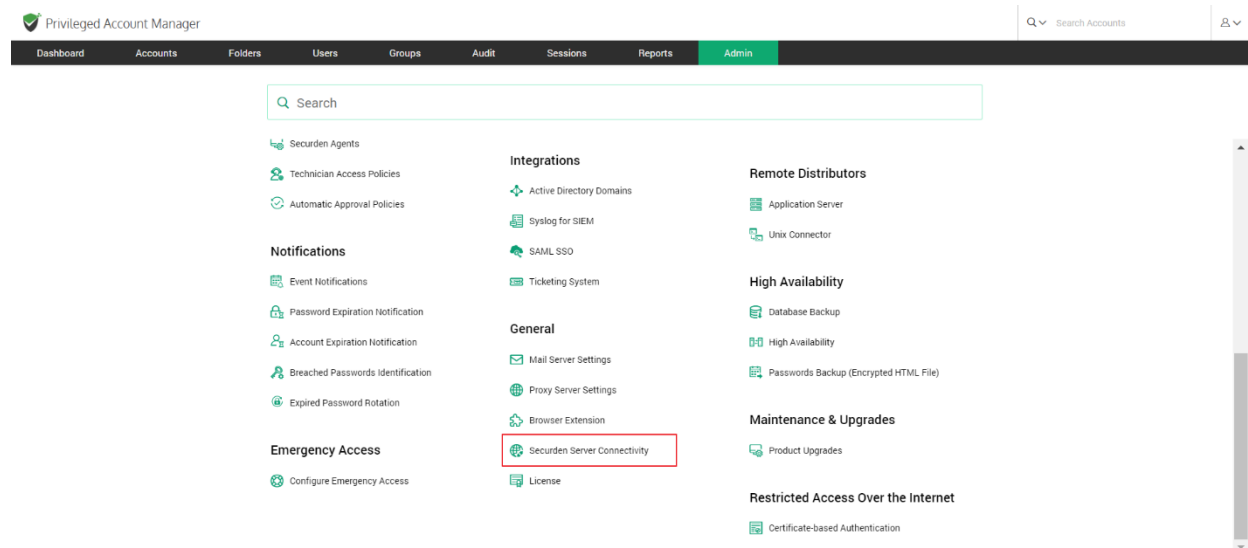 Privileged Account Manager
Search Accounts
Dashboard Accounts Folders Users Groups Audit Sessions Reports Admin
Search
Securden Agents
Technician Access Policies
Automatic Approval Policies
Notifications
Event Notifications
Password Expiration Notification
Account Expiration Notification
Breached Passwords Identification
Expired Password Rotation
Emergency Access
Configure Emergency Access
Integrations
Active Directory Domains
Syslog for SIEM
SAML SSO
Ticketing System
General
Mail Server Settings
Proxy Server Settings
Browser Extension
Securden Server Connectivity
License
Remote Distributors
Application Server
Unix Connector
High Availability
Database Backup
High Availability
Passwords Backup (Encrypted HTML File)
Maintenance & Upgrades
Product Upgrades
Restricted Access Over the Internet
Certificate-based Authentication